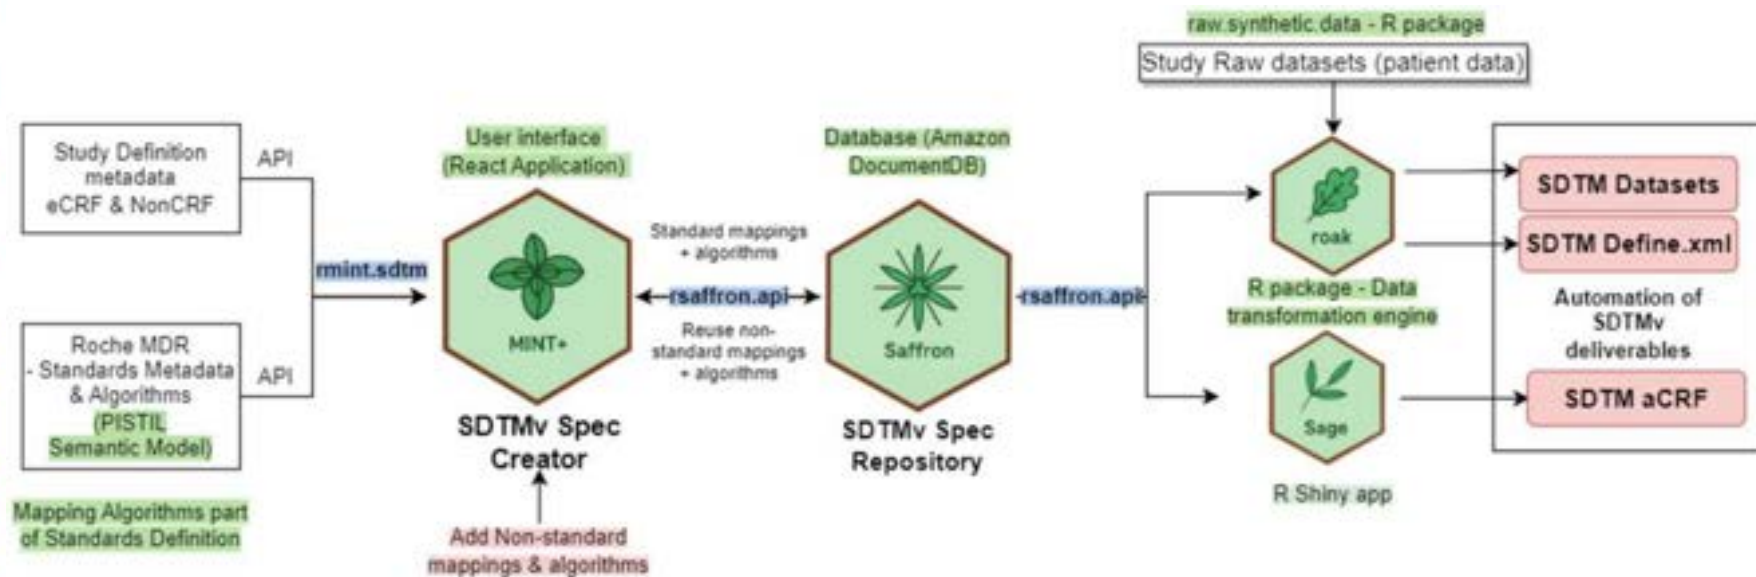 raw.synthetic.data - R package
Study Raw datasets (patient data)
Study Definition
metadata
eCRF & NonCRF
API
Roche MDR
- Standards Metadata
& Algorithms
(PISTIL
Semantic Model)
API
Mapping Algorithms part
of Standards Definition
rmint.sdtm
User interface
(React Application)
MINT+
SDTMv Spec
Creator
Add Non-standard
mappings & algorithms
Standard mappings
+ algorithms
rsaffron.api
Reuse non-
standard mappings
+ algorithms
Database (Amazon
DocumentDB)
Saffron
SDTMv Spec
Repository
rsaffron.api
roak
R package - Data
transformation engine
Sage
R Shiny app
SDTM Datasets
SDTM Define.xml
Automation of
SDTMv
deliverables
SDTM aCRF